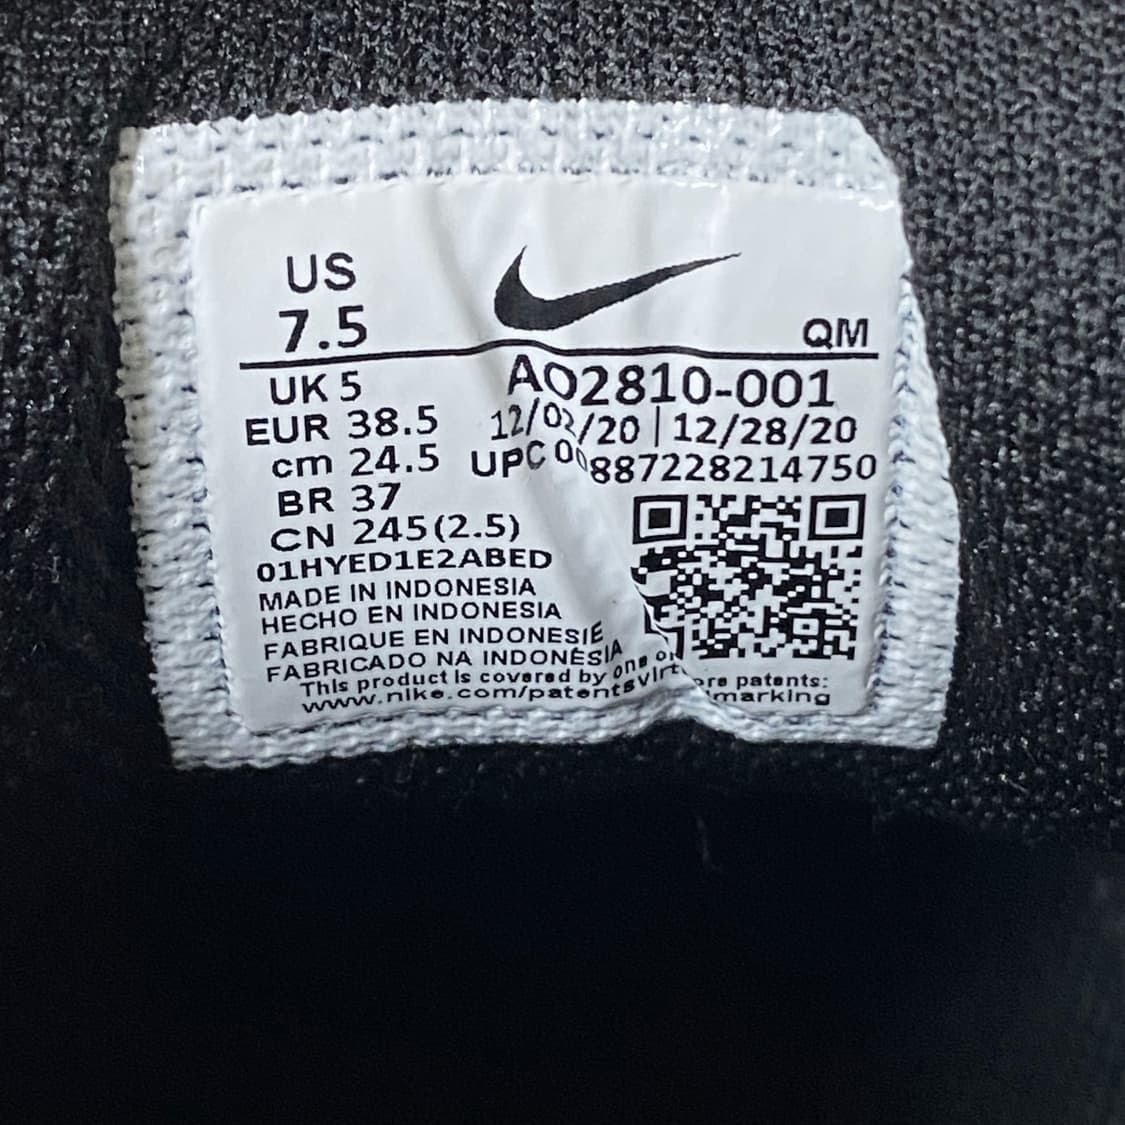 US
7.5
QM
UK 5
AO2810-001
EUR 38.5
12/02/20 | 12/28/20
cm 24.5
UPC 00887228214750
BR 37
CN 245(2.5)
01HYED1E2ABED
MADE IN INDONESIA
HECHO EN INDONESIA
FABRIQUE EN INDONESIE
FABRICADO NA INDONÉSIA
This product is covered by one or patents:
www.nike.com/patents